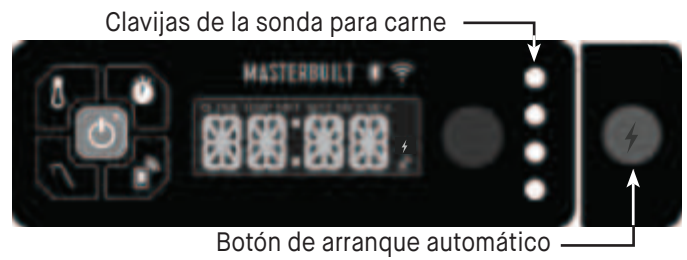 Clavijas de la sonda para carne
MASTERBUILT
Botón de arranque automático